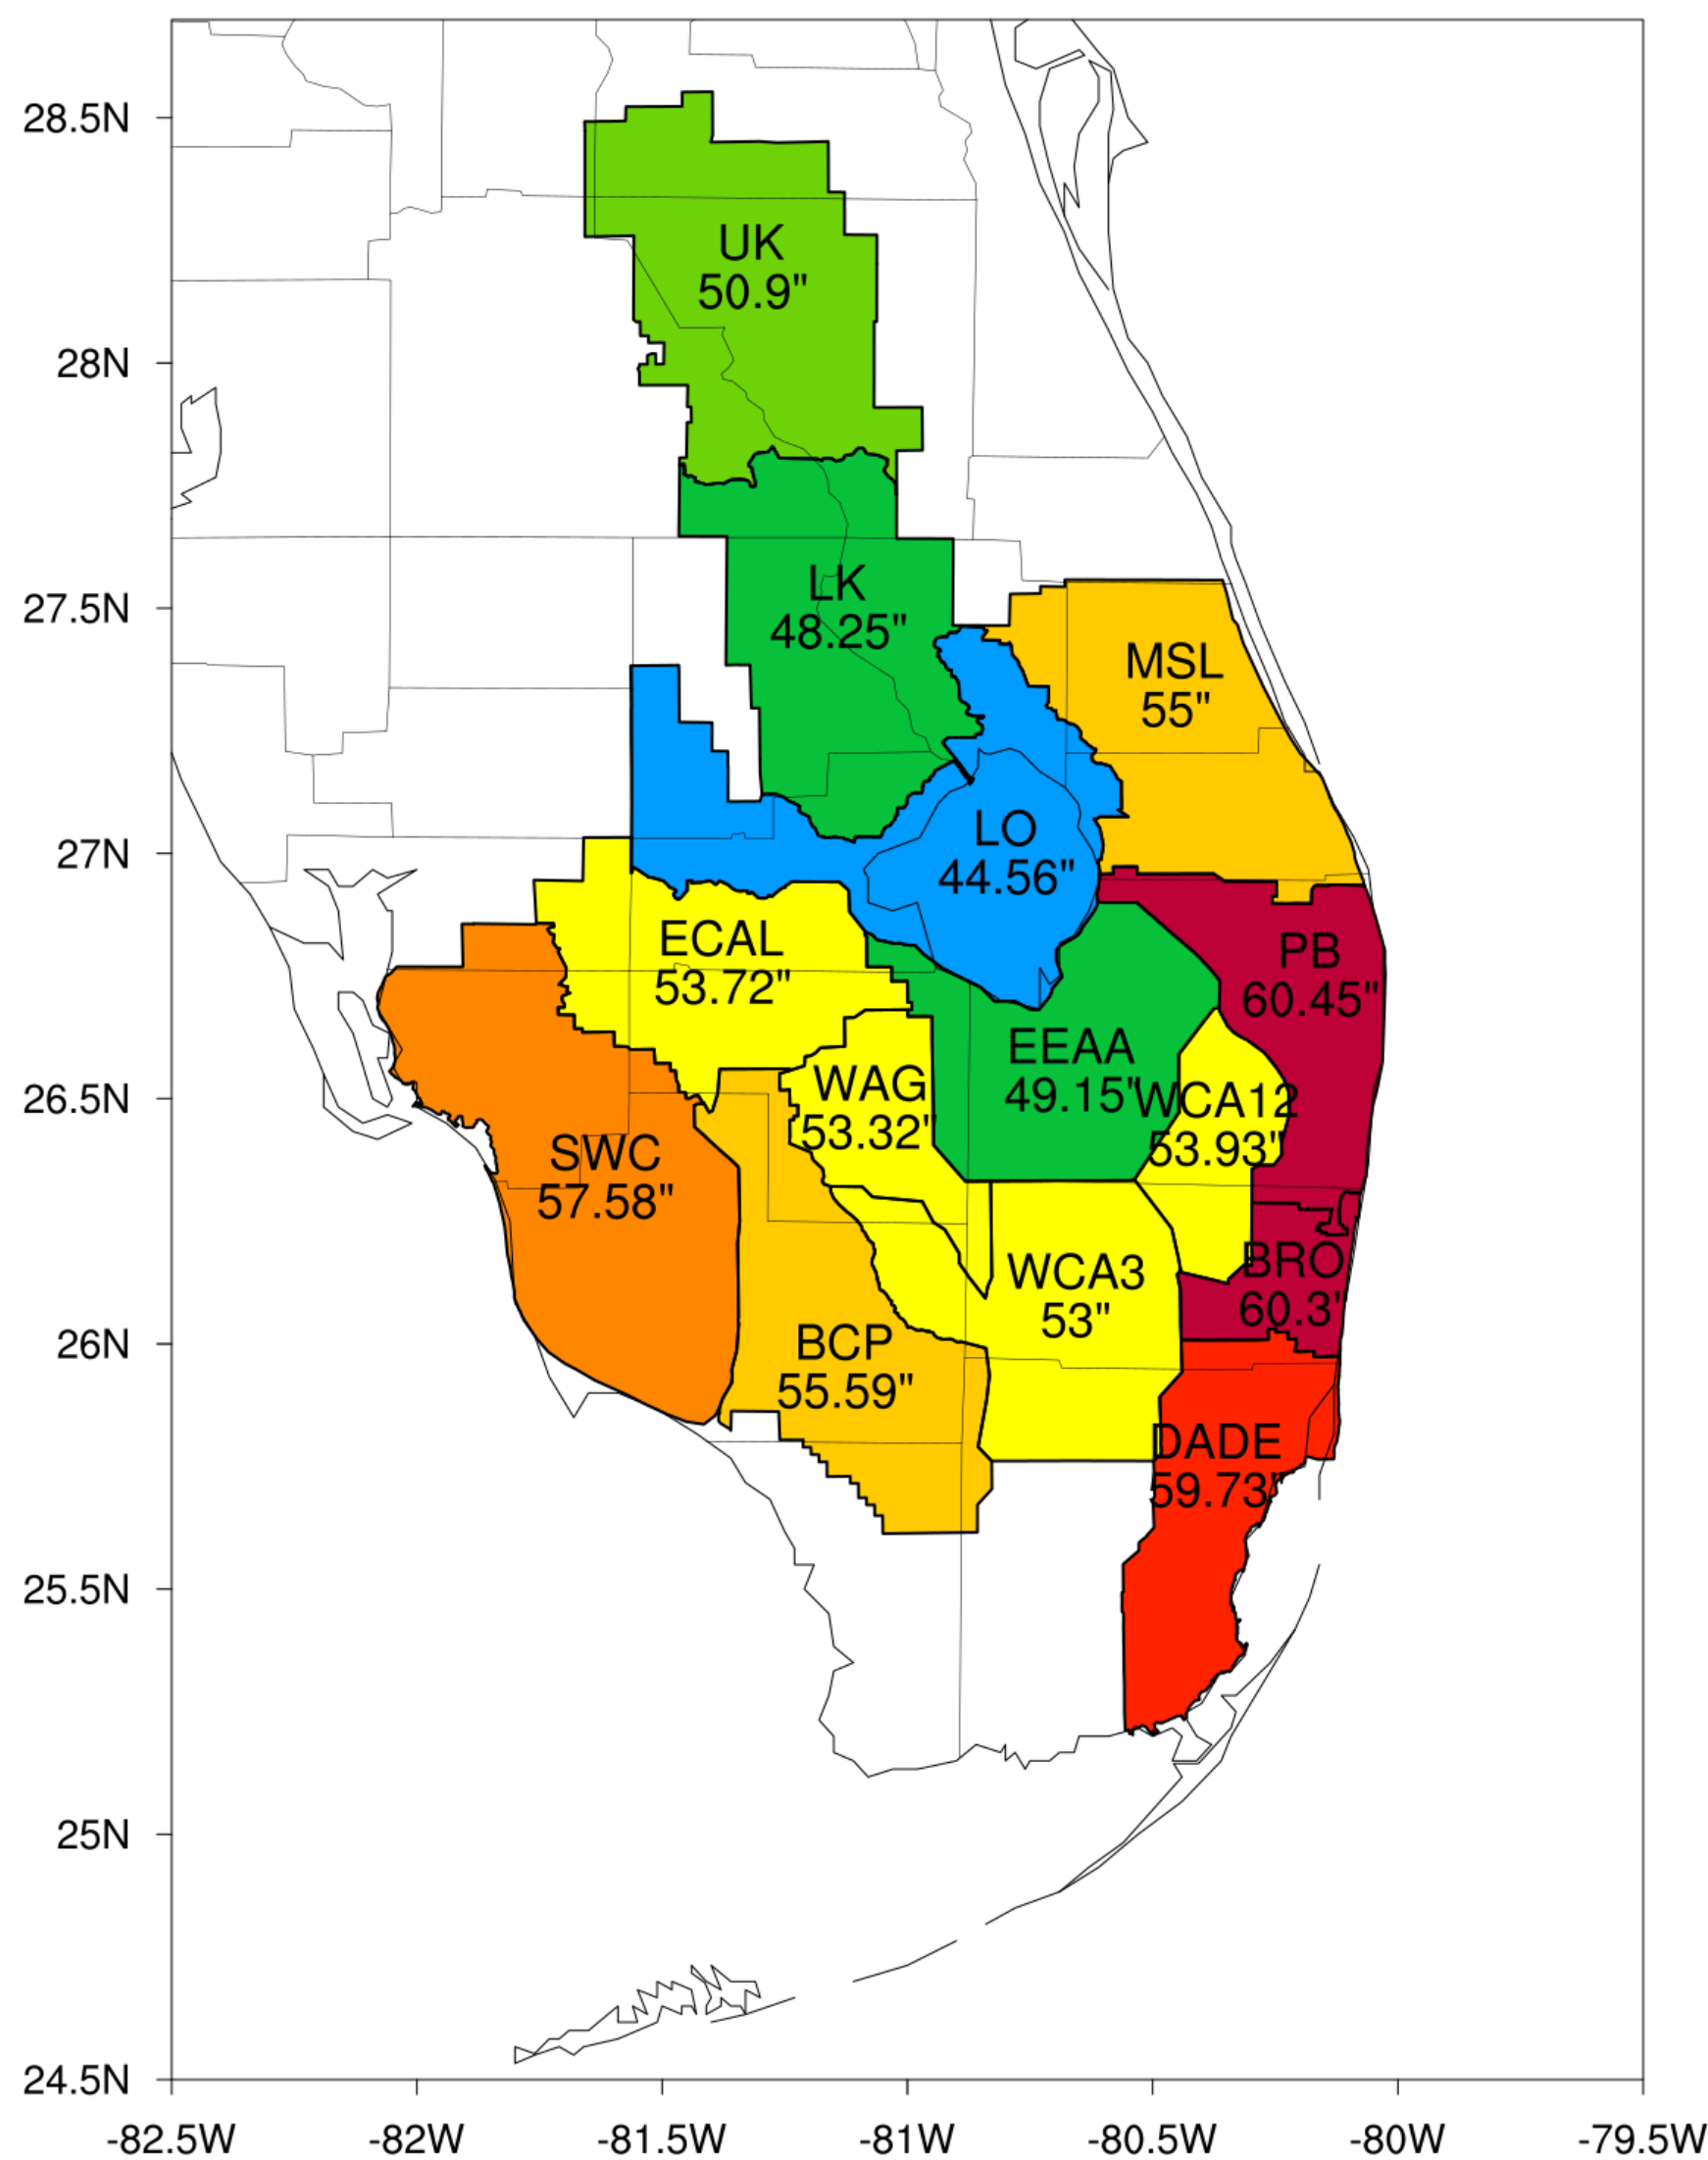 28.5N
28N
27.5N
27N
26.5N
26N
25.5N
25N
24.5N
UK
50.9"
LK
48.25"
MSL
55"
LO
44.56"
ECAL
53.72"
PB
60.45"
EEAA
49.15"
WAG
53.32"
WCA12
53.93"
SWC
57.58"
WCA3
53"
BRO
60.3"
BCP
55.59"
DADE
59.73"
-82.5W
-82W
-81.5W
-81W
-80.5W
-80W
-79.5W